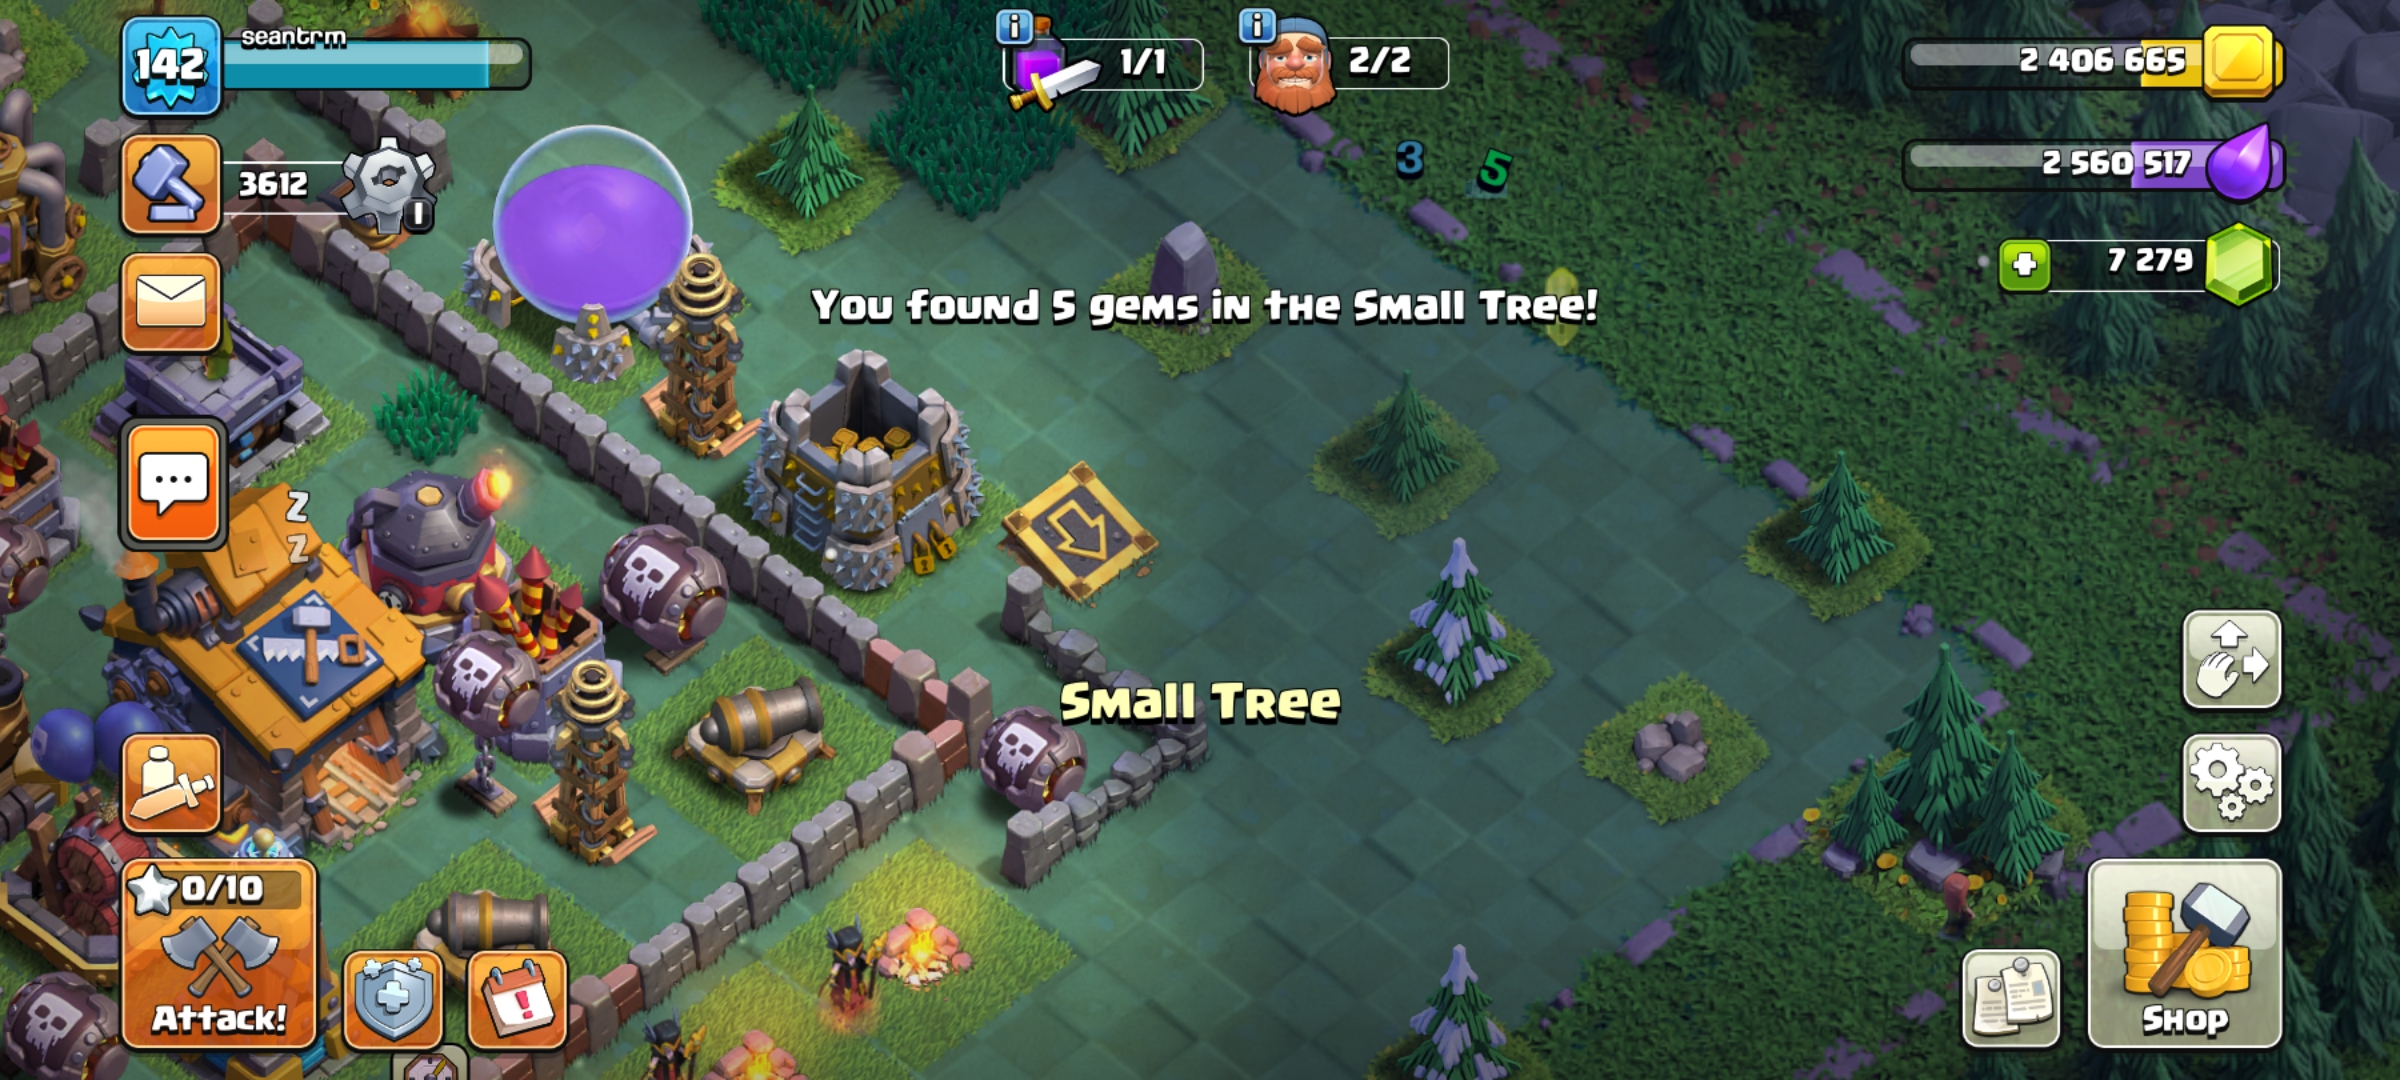 142
seantrm
1/1
2/2
2 406 665
3612
I
3
5
2 560 517
7 279
You found 5 gems in the Small Tree!
Z
Z
Small Tree
0/10
Attack!
Shop